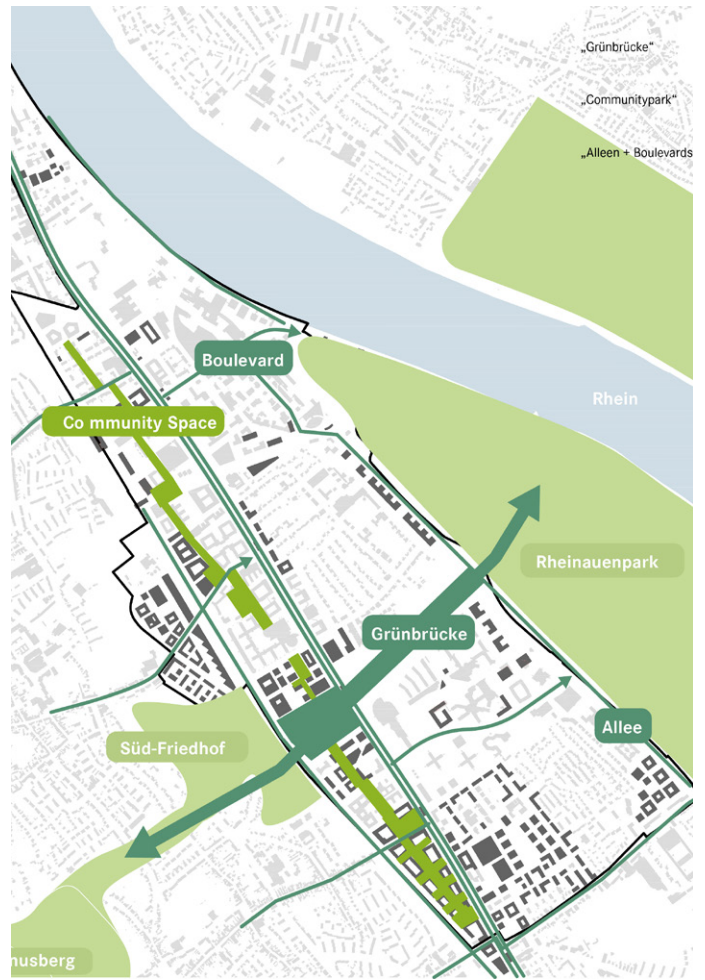 „Grünbrücke“
„Communitypark“
„Alleen + Boulevards
Boulevard
Rhein
Co mmunity Space
Rheinauenpark
Grünbrücke
Allee
Süd-Friedhof
nusberg